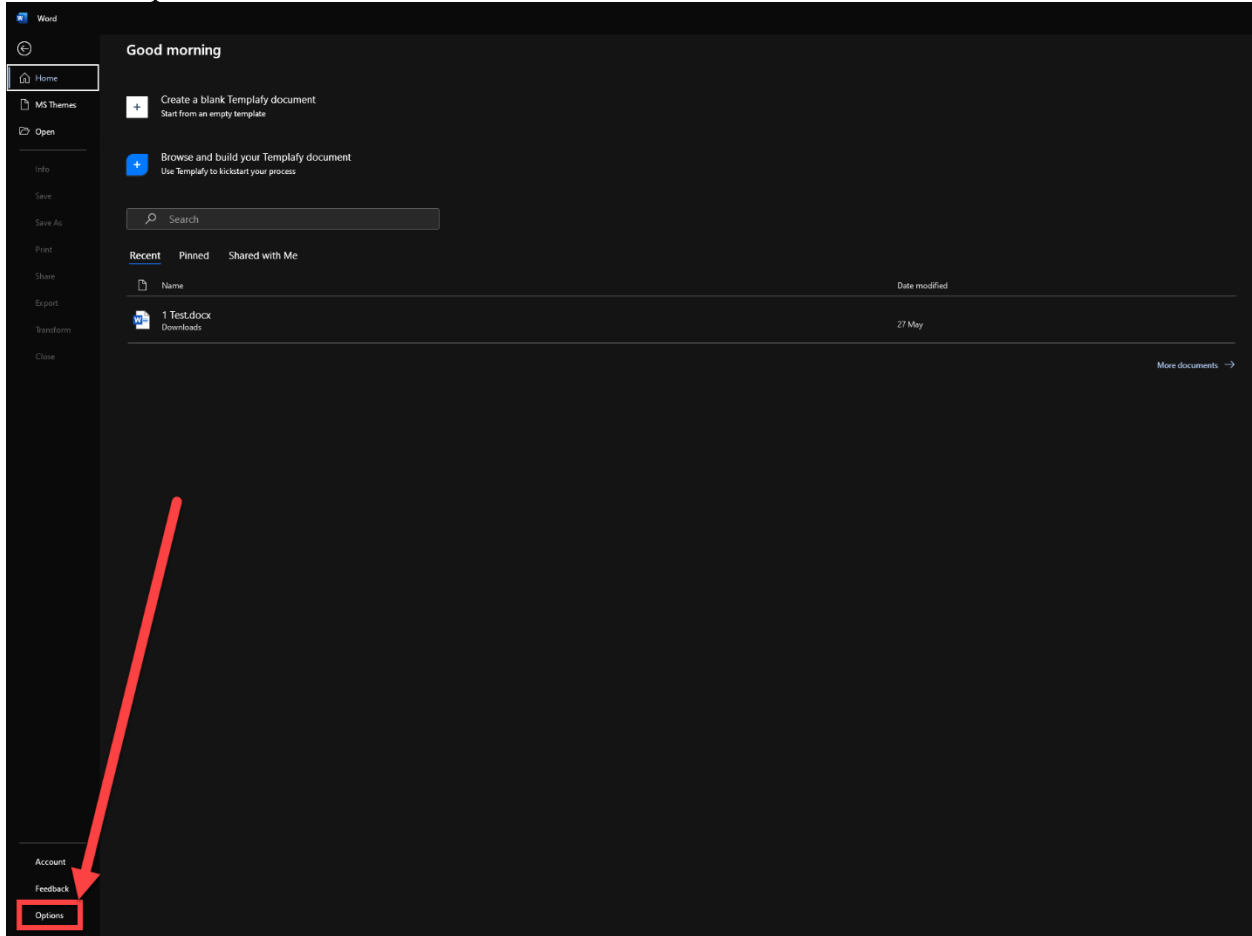 Word
Good morning
Home
MS Themes
Open
Info
Save
Save As
Print
Share
Export
Transform
Close
Create a blank Templafy document
Start from an empty template
Browse and build your Templafy document
Use Templafy to kickstart your process
Search
Recent Pinned Shared with Me
Name Date modified
1 Test.docx
Downloads
27 May
More documents
Account
Feedback
Options